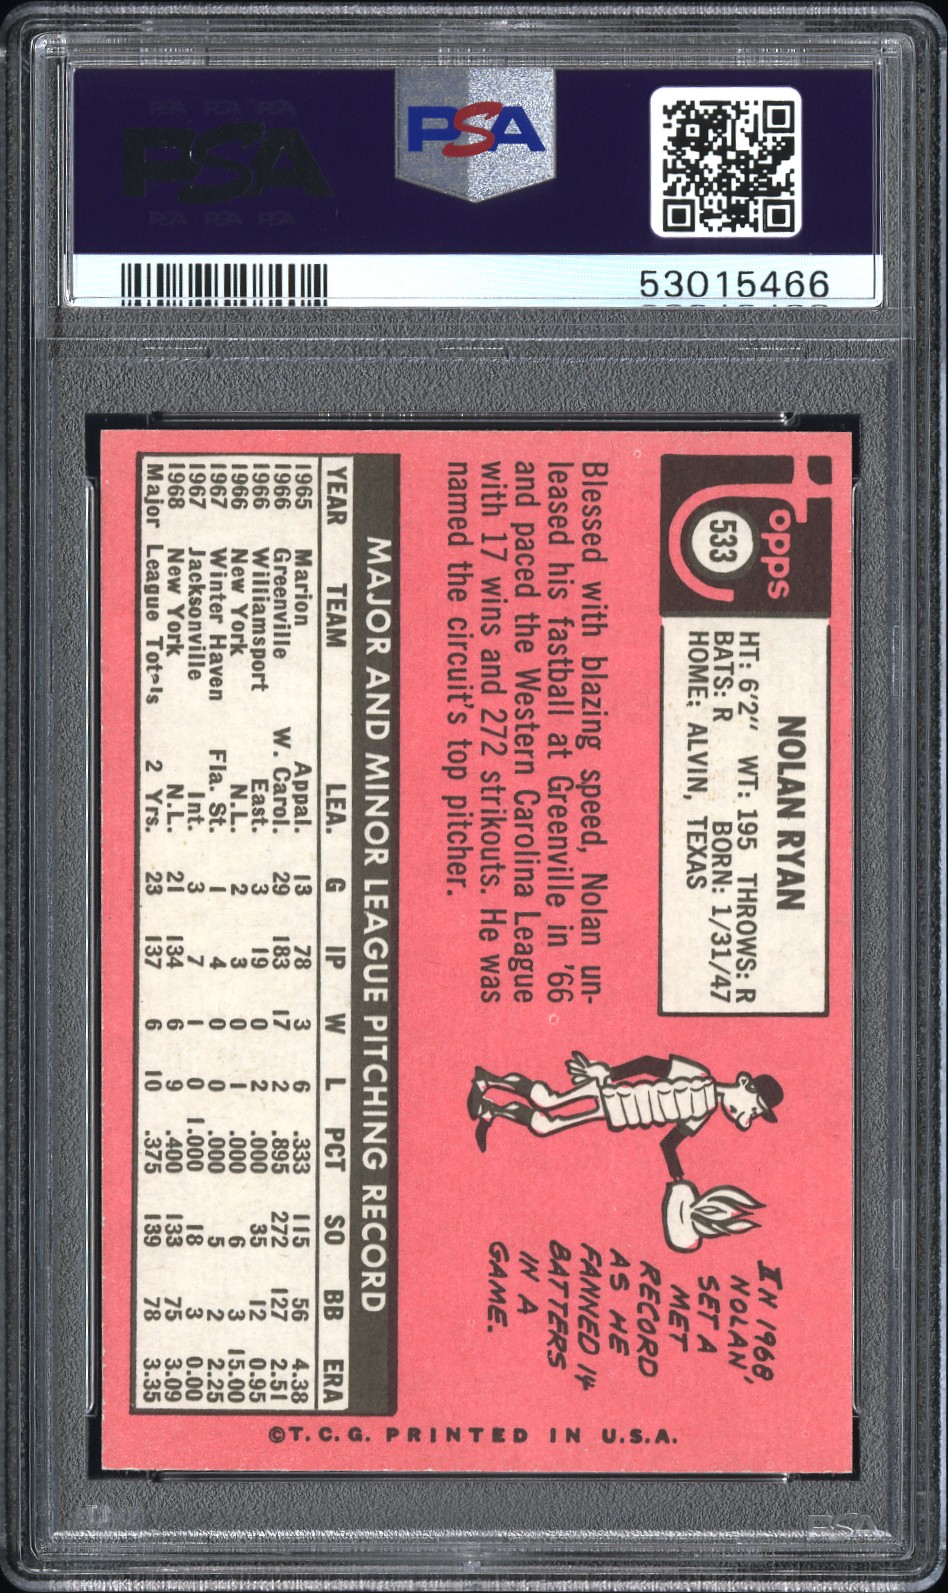 PSA
PSA
53015466
Topps
533
NOLAN RYAN
HT: 6'2" WT: 195 THROWS: R
BATS: R BORN: 1/31/47
HOME: ALVIN, TEXAS
Blessed with blazing speed, Nolan un-
leased his fastball at Greenville in '66
and paced the Western Carolina League
with 17 wins and 272 strikouts. He was
named the circuit's top pitcher.
IN 1968
NOLAN'
SET A
MET
RECORD
AS HE
FANNED 14
BATTERS
IN A
GAME.
MAJOR AND MINOR LEAGUE PITCHING RECORD
YEAR TEAM LEA. G IP W L PCT SO BB ERA
1965 Marion Appal. 13 78 3 6 .333 115 56 4.38
1966 Greenville W. Carol. 29 183 17 2 .895 272 127 2.51
1966 Williamsport East. 3 19 0 2 .000 35 12 0.95
1966 New York N.L. 2 3 0 1 .000 6 3 15.00
1967 Winter Haven Fla. St. 1 4 0 0 .000 5 2 2.25
1967 Jacksonville Int. 3 7 1 0 1.000 18 3 0.00
1968 New York N.L. 21 134 6 9 .400 133 75 3.09
Major League Totals 2 Yrs. 23 137 6 10 .375 139 78 3.35
©T.C.G. PRINTED IN U.S.A.
PSA